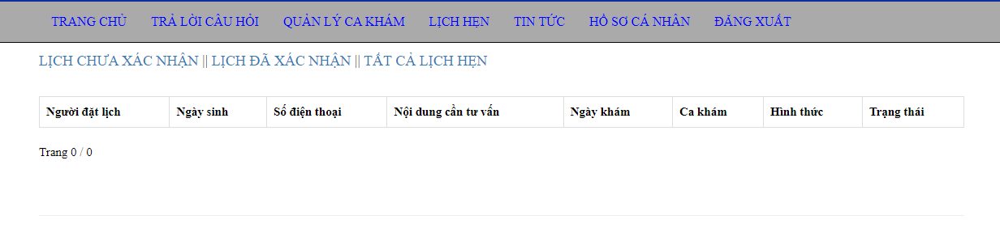 TRANG CHỦ TRẢ LỜI CÂU HỎI QUẢN LÝ CA KHÁM LỊCH HẸN TIN TỨC HỒ SƠ CÁ NHÂN ĐĂNG XUẤT
LỊCH CHƯA XÁC NHẬN || LỊCH ĐÃ XÁC NHẬN || TẤT CẢ LỊCH HẸN
Người đặt lịch Ngày sinh Số điện thoại Nội dung cần tư vấn Ngày khám Ca khám Hình thức Trạng thái
Trang 0 / 0